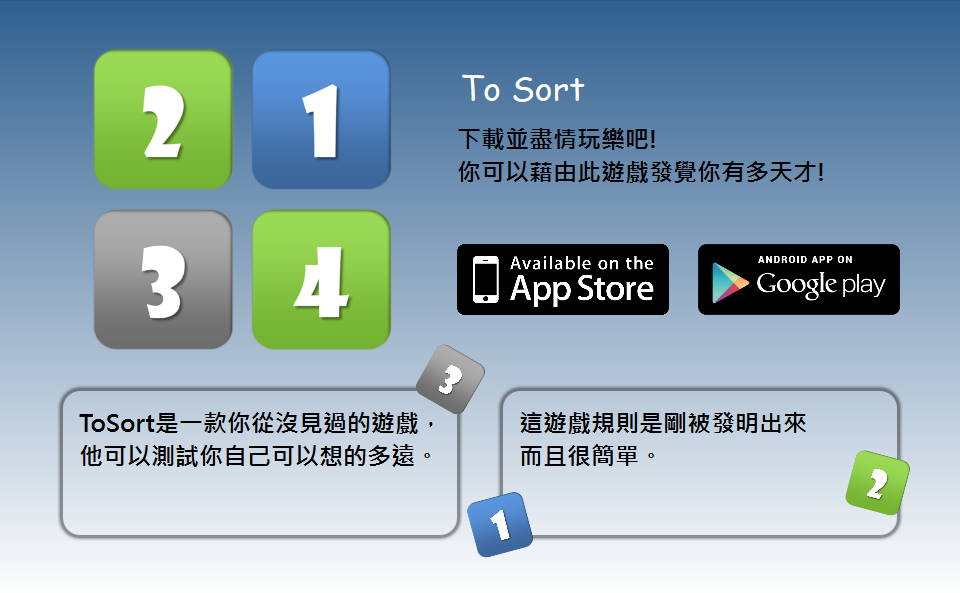 2
1
3
4
To Sort
下載並盡情玩樂吧!
你可以藉由此遊戲發覺你有多天才!
Available on the
App Store
ANDROID APP ON
Google play
3
ToSort是一款你從沒見過的遊戲，
他可以測試你自己可以想的多遠。
1
這遊戲規則是剛被發明出來
而且很簡單。
2